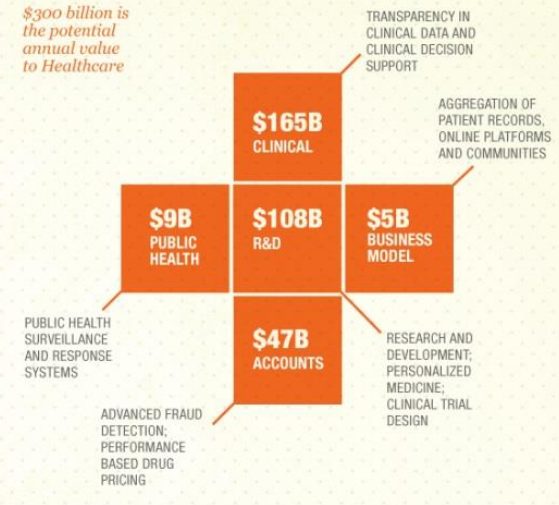 $300 billion is
the potential
annual value
to Healthcare
TRANSPARENCY IN
CLINICAL DATA AND
CLINICAL DECISION
SUPPORT
$165B
CLINICAL
AGGREGATION OF
PATIENT RECORDS,
ONLINE PLATFORMS
AND COMMUNITIES
$9B
PUBLIC
HEALTH
$108B
R&D
$5B
BUSINESS
MODEL
PUBLIC HEALTH
SURVEILLANCE
AND RESPONSE
SYSTEMS
$47B
ACCOUNTS
RESEARCH AND
DEVELOPMENT;
PERSONALIZED
MEDICINE;
CLINICAL TRIAL
DESIGN
ADVANCED FRAUD
DETECTION;
PERFORMANCE
BASED DRUG
PRICING